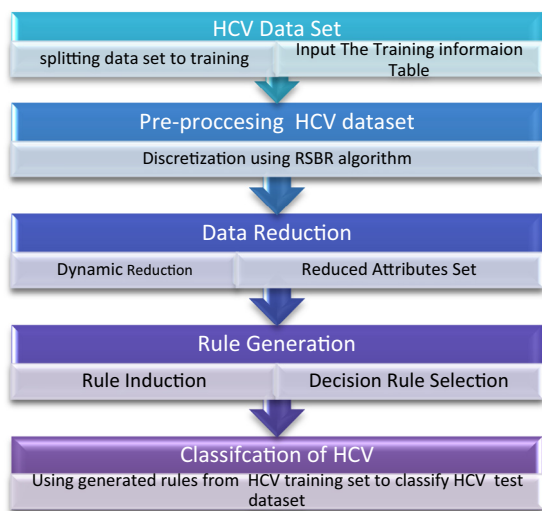 HCV Data Set
splitting data set to training
Input The Training informaion
Table
Pre-proccesing HCV dataset
Discretization using RSBR algorithm
Data Reduction
Dynamic Reduction
Reduced Attributes Set
Rule Generation
Rule Induction
Decision Rule Selection
Classifcation of HCV
Using generated rules from HCV training set to classify HCV test
dataset